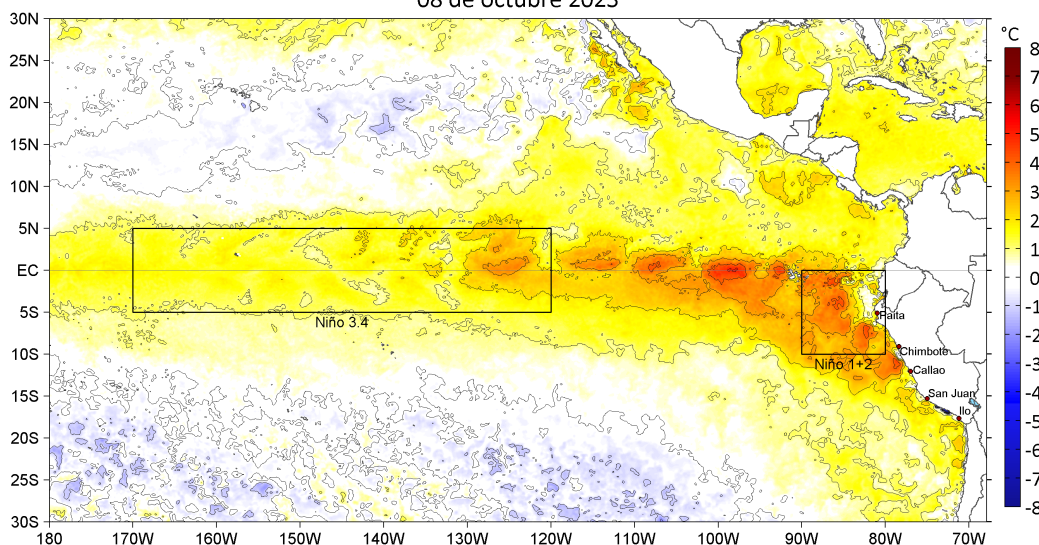 08 de octubre 2023
°C
30N
25N
20N
15N
10N
5N
EC
5S
10S
15S
20S
25S
30S
180
170W
160W
150W
140W
130W
120W
110W
100W
90W
80W
70W
Niño 3.4
Niño 1+2
Paita
Chimbote
Callao
San Juan
Ilo
8
7
6
5
4
3
2
1
0
-1
-2
-3
-4
-5
-6
-7
-8